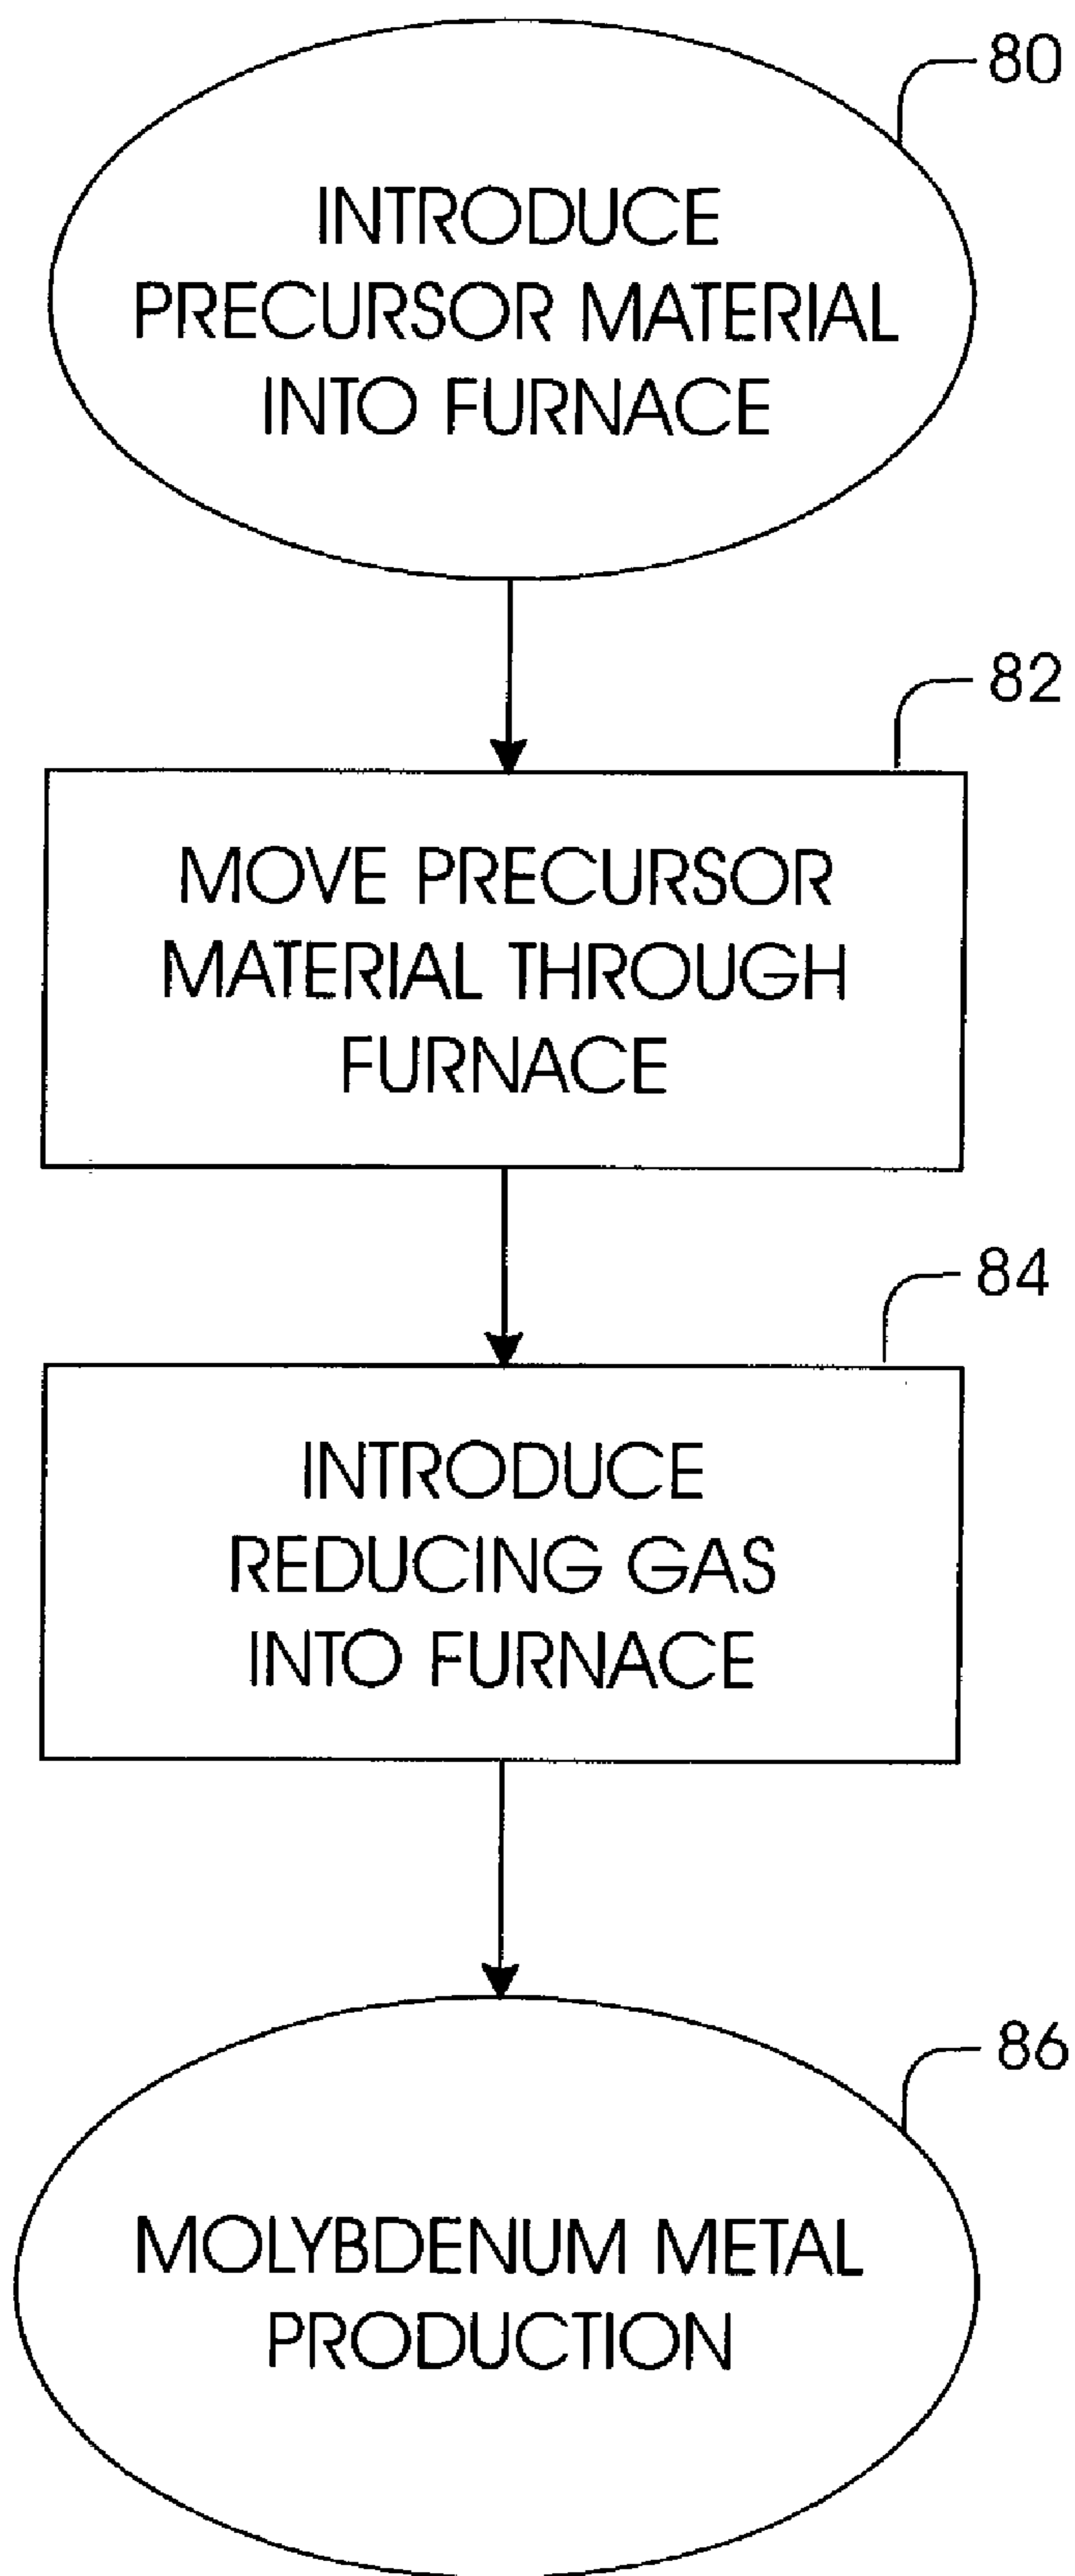 80
INTRODUCE
PRECURSOR MATERIAL
INTO FURNACE
82
MOVE PRECURSOR
MATERIAL THROUGH
FURNACE
84
INTRODUCE
REDUCING GAS
INTO FURNACE
86
MOLYBDENUM METAL
PRODUCTION